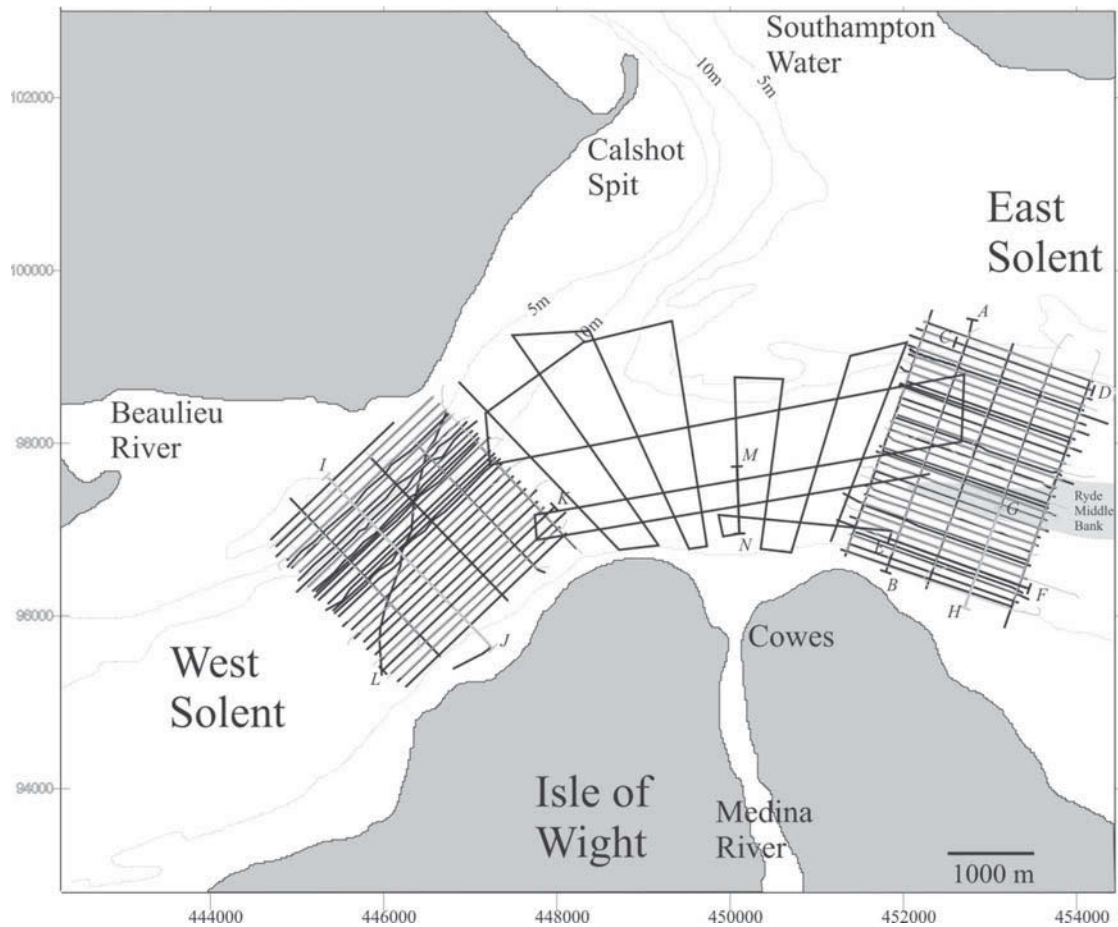 Southampton
Water
102000
10m
5m
Calshot
Spit
East
Solent
100000
5m
0m
A
C
D
Beaulieu
River
98000
I
K
M
N
G
Ryde
Middle
Bank
E
B
F
H
96000
J
L
West
Solent
Cowes
94000
Isle of
Wight
Medina
River
1000 m
444000
446000
448000
450000
452000
454000